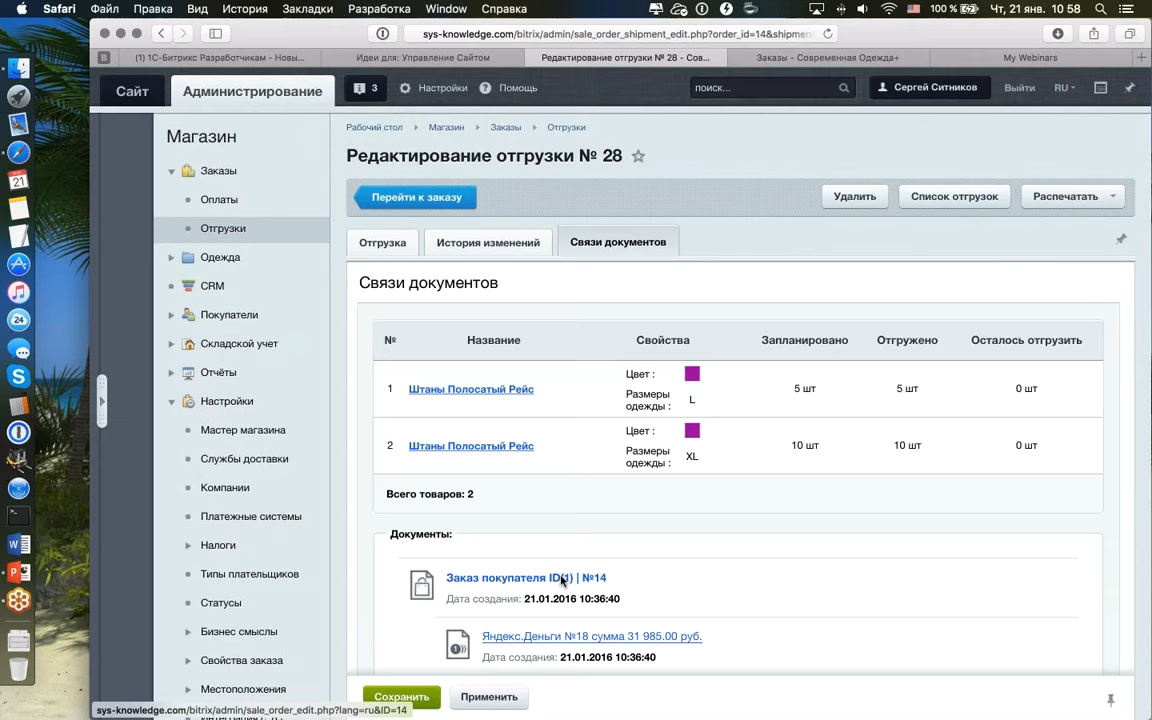 Safari Файл Правка Вид История Закладки Разработка Window Справка 100 % Чт, 21 янв. 10 58
sys-knowledge.com/bitrix/admin/sale_order_shipment_edit.php?order_id=14&shipmen
(1) 1С-Битрикс Разработчикам - Новы... Идеи для: Управление Сайтом Редактирование отгрузки № 28 - Сов... Заказы - Современная Одежда+ My Webinars
Сайт Администрирование 3 Настройки Помощь поиск... Сергей Ситников Выйти RU
Магазин
Заказы
Оплаты
Отгрузки
Одежда
CRM
Покупатели
Складской учет
Отчёты
Настройки
Мастер магазина
Службы доставки
Компании
Платежные системы
Налоги
Типы плательщиков
Статусы
Бизнес смыслы
Свойства заказа
Местоположения
Рабочий стол Магазин Заказы Отгрузки
Редактирование отгрузки № 28
Перейти к заказу Удалить Список отгрузок Распечатать
Отгрузка История изменений Связи документов
Связи документов
№ Название Свойства Запланировано Отгружено Осталось отгрузить
1 Штаны Полосатый Рейс Цвет : Размеры одежды : L 5 шт 5 шт 0 шт
2 Штаны Полосатый Рейс Цвет : Размеры одежды : XL 10 шт 10 шт 0 шт
Всего товаров: 2
Документы:
Заказ покупателя ID(1) | №14
Дата создания: 21.01.2016 10:36:40
Яндекс.Деньги №18 сумма 31 985.00 руб.
Дата создания: 21.01.2016 10:36:40
Сохранить Применить
sys-knowledge.com/bitrix/admin/sale_order_edit.php?lang=ru&ID=14